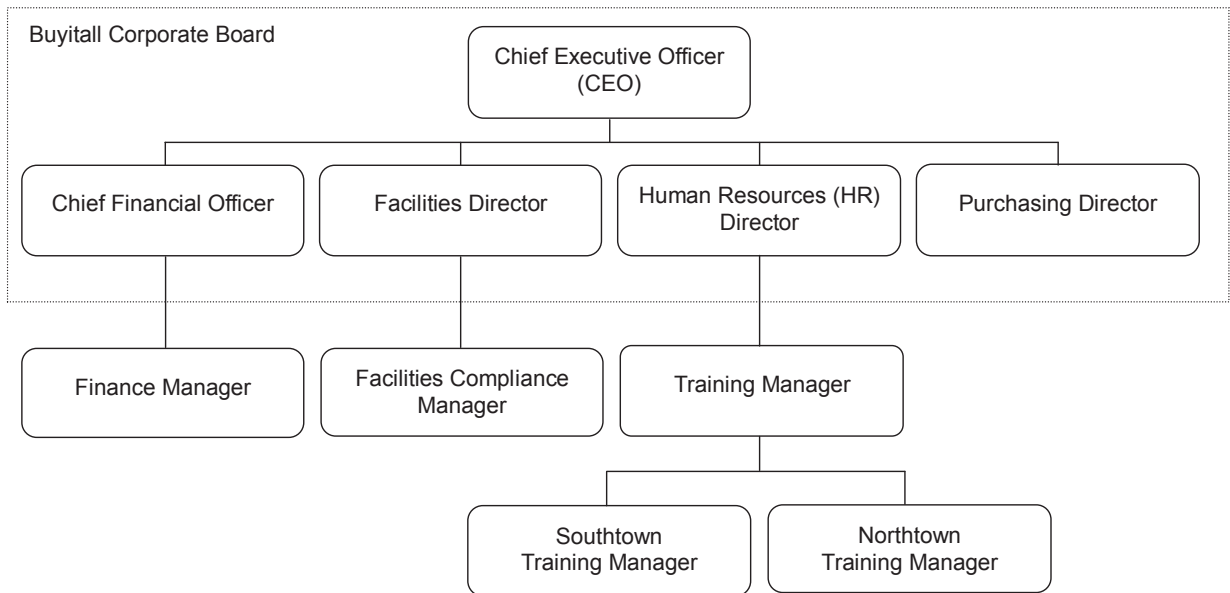 Buyitall Corporate Board
Chief Executive Officer
(CEO)
Chief Financial Officer
Facilities Director
Human Resources (HR)
Director
Purchasing Director
Finance Manager
Facilities Compliance
Manager
Training Manager
Southtown
Training Manager
Northtown
Training Manager